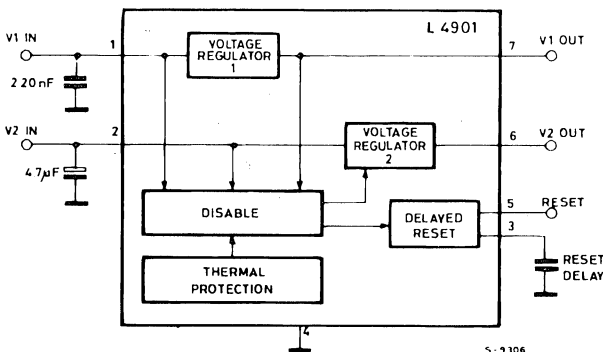 L 4901
V1 IN
1
VOLTAGE
REGULATOR
1
7
V1 OUT
220nF
V2 IN
2
VOLTAGE
REGULATOR
2
6
V2 OUT
47µF
DISABLE
DELAYED
RESET
5
RESET
3
RESET
DELAY
THERMAL
PROTECTION
4
S-9306